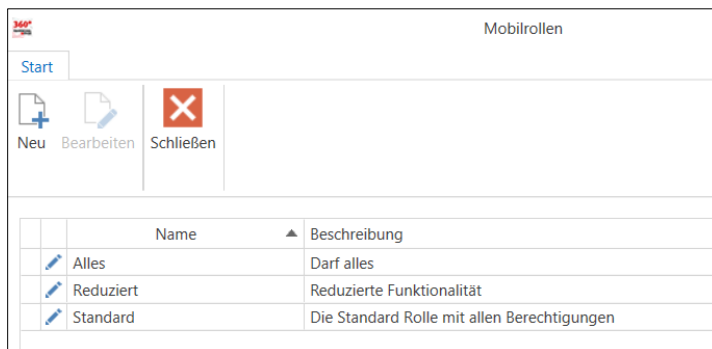 360°
Mobilrollen
Start
Neu Bearbeiten Schließen
Name Beschreibung
Alles Darf alles
Reduziert Reduzierte Funktionalität
Standard Die Standard Rolle mit allen Berechtigungen